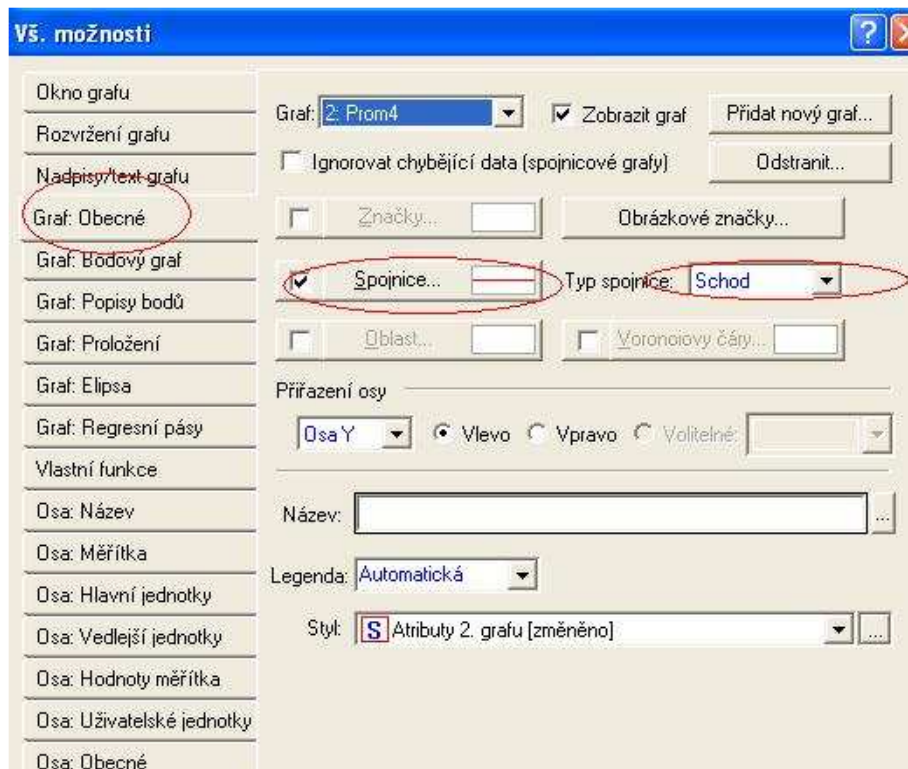 Vš. možnosti
Okno grafu
Rozvržení grafu
Nadpisy/text grafu
Graf: Obecné
Graf: Bodový graf
Graf: Popisy bodů
Graf: Proložení
Graf: Elipsa
Graf: Regresní pásy
Vlastní funkce
Osa: Název
Osa: Měřítka
Osa: Hlavní jednotky
Osa: Vedlejší jednotky
Osa: Hodnoty měřítka
Osa: Uživatelské jednotky
Osa: Obecné
Graf: 2: Prom4 Zobrazit graf Přidat nový graf...
Ignorovat chybějící data (spojnicové grafy) Odstranit...
Značky... Obrázkové značky...
Spojnice... Typ spojnice: Schod
Oblast... Voronoiovy čáry...
Přiřazení osy
Osa Y Vlevo Vpravo Volitelné:
Název: ...
Legenda: Automatická
Styl: S Atributy 2. grafu [změněno] ...